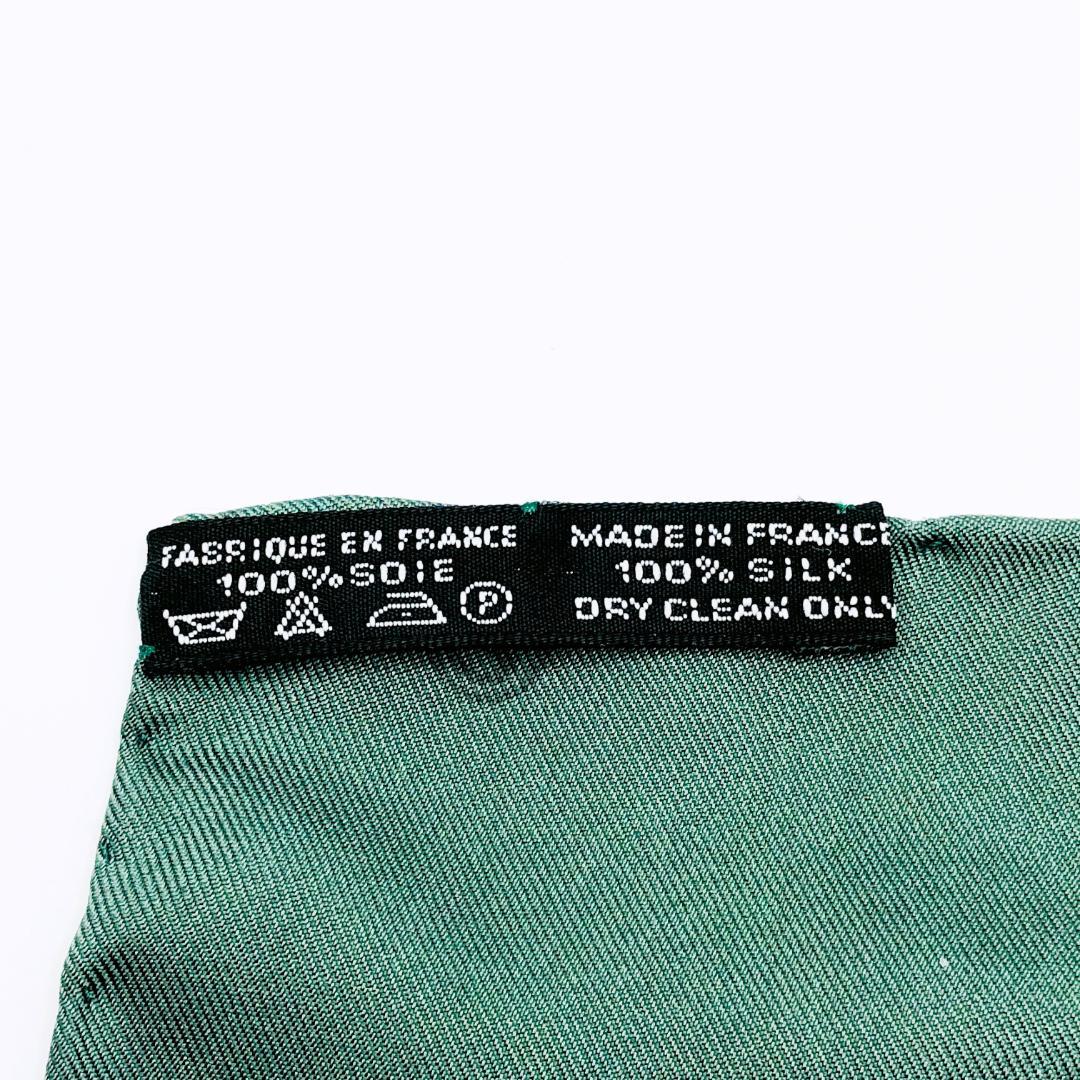 FABRIQUE EN FRANCE
100% SOIE
P
MADE IN FRANCE
100% SILK
DRY CLEAN ONLY